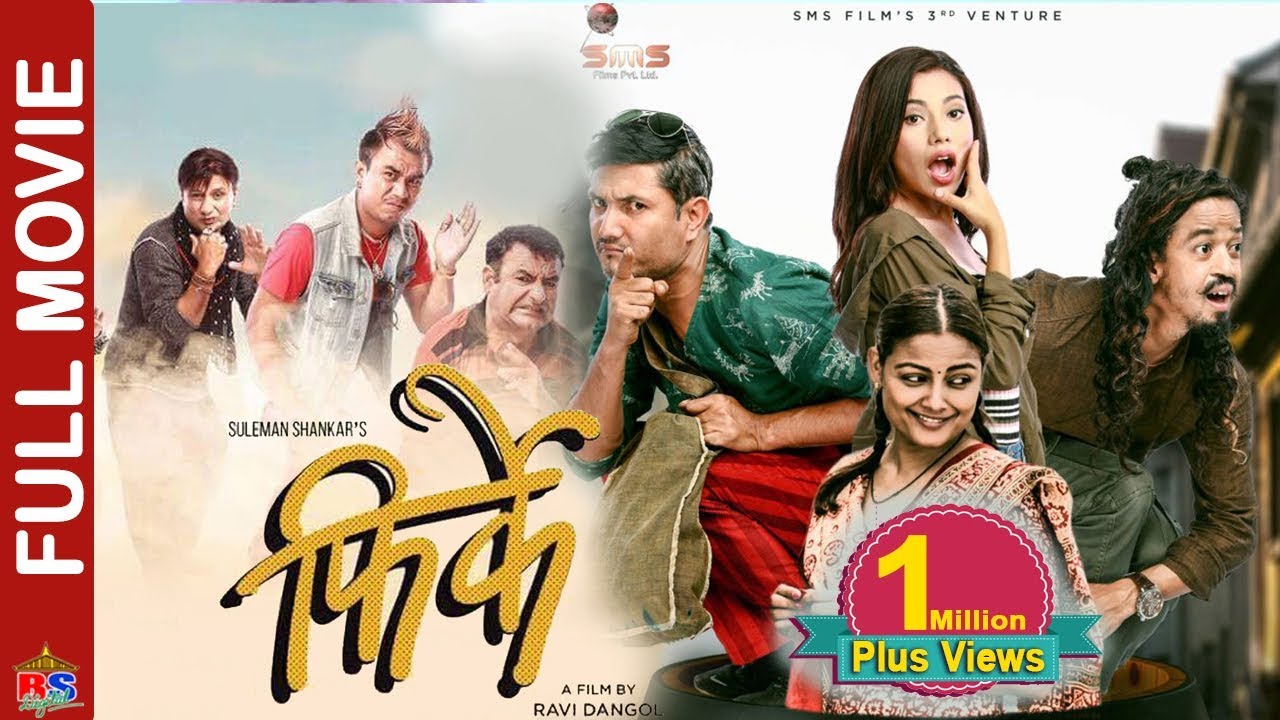 FULL MOVIE
SMS
Films Pvt. Ltd.
SMS FILM'S 3RD VENTURE
SULEMAN SHANKAR'S
फिर्के
A FILM BY
RAVI DANGOL
1
Million
Plus Views
BS
Digital